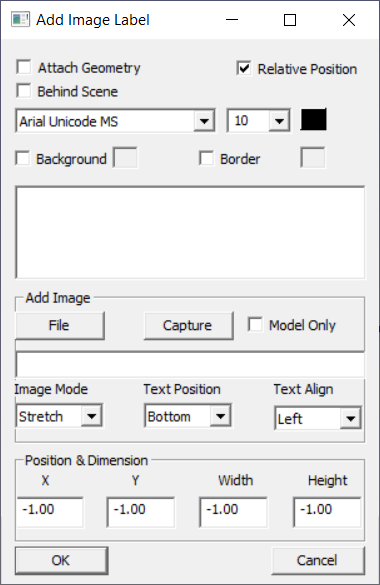 Add Image Label
Attach Geometry
Relative Position
Behind Scene
Arial Unicode MS
10
Background
Border
Add Image
File
Capture
Model Only
Image Mode
Text Position
Text Align
Stretch
Bottom
Left
Position & Dimension
X
Y
Width
Height
-1.00
-1.00
-1.00
-1.00
OK
Cancel